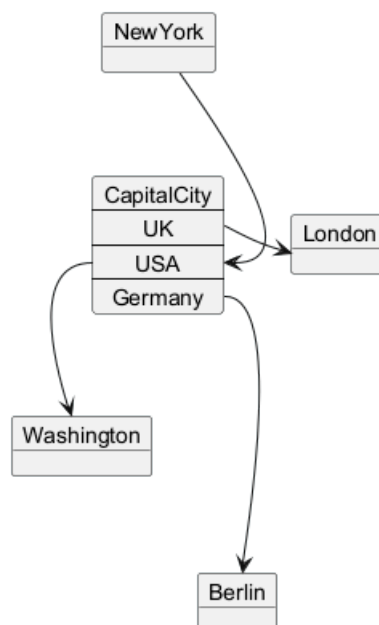 NewYork
CapitalCity
UK
USA
Germany
London
Washington
Berlin